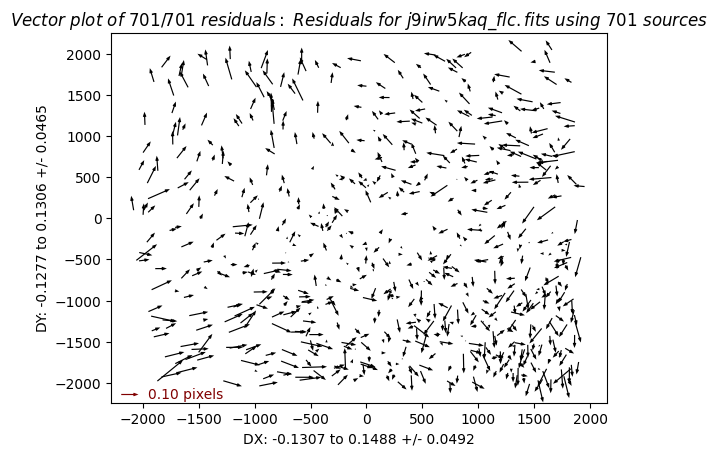 Vector plot of 701/701 residuals: Residuals for j9irw5kaq_flc.fits using 701 sources
2000
1500
1000
500
0
−500
−1000
−1500
−2000
DY: -0.1277 to 0.1306 +/- 0.0465
0.10 pixels
−2000 −1500 −1000 −500 0 500 1000 1500 2000
DX: -0.1307 to 0.1488 +/- 0.0492